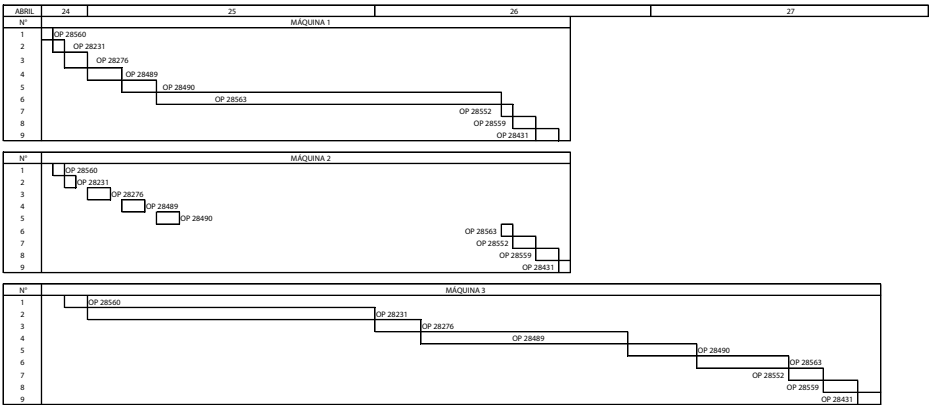 ABRIL 24 25 26 27
N° MÁQUINA 1
1 OP 28560
2 OP 28231
3 OP 28276
4 OP 28489
5 OP 28490
6 OP 28563
7 OP 28552
8 OP 28559
9 OP 28431
N° MÁQUINA 2
1 OP 28560
2 OP 28231
3 OP 28276
4 OP 28489
5 OP 28490
6 OP 28563
7 OP 28552
8 OP 28559
9 OP 28431
N° MÁQUINA 3
1 OP 28560
2 OP 28231
3 OP 28276
4 OP 28489
5 OP 28490
6 OP 28563
7 OP 28552
8 OP 28559
9 OP 28431